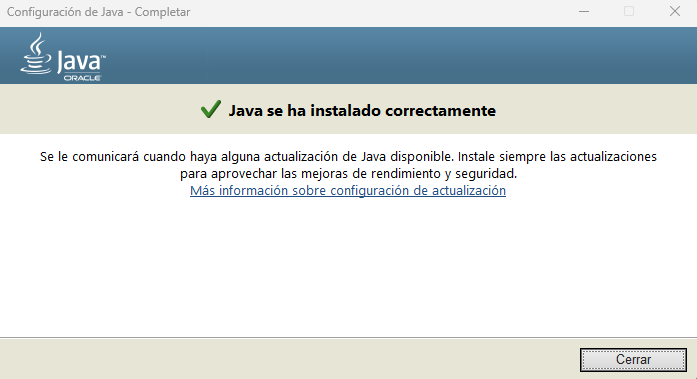 Configuración de Java - Completar
Java™
ORACLE
Java se ha instalado correctamente
Se le comunicará cuando haya alguna actualización de Java disponible. Instale siempre las actualizaciones
para aprovechar las mejoras de rendimiento y seguridad.
Más información sobre configuración de actualización
Cerrar